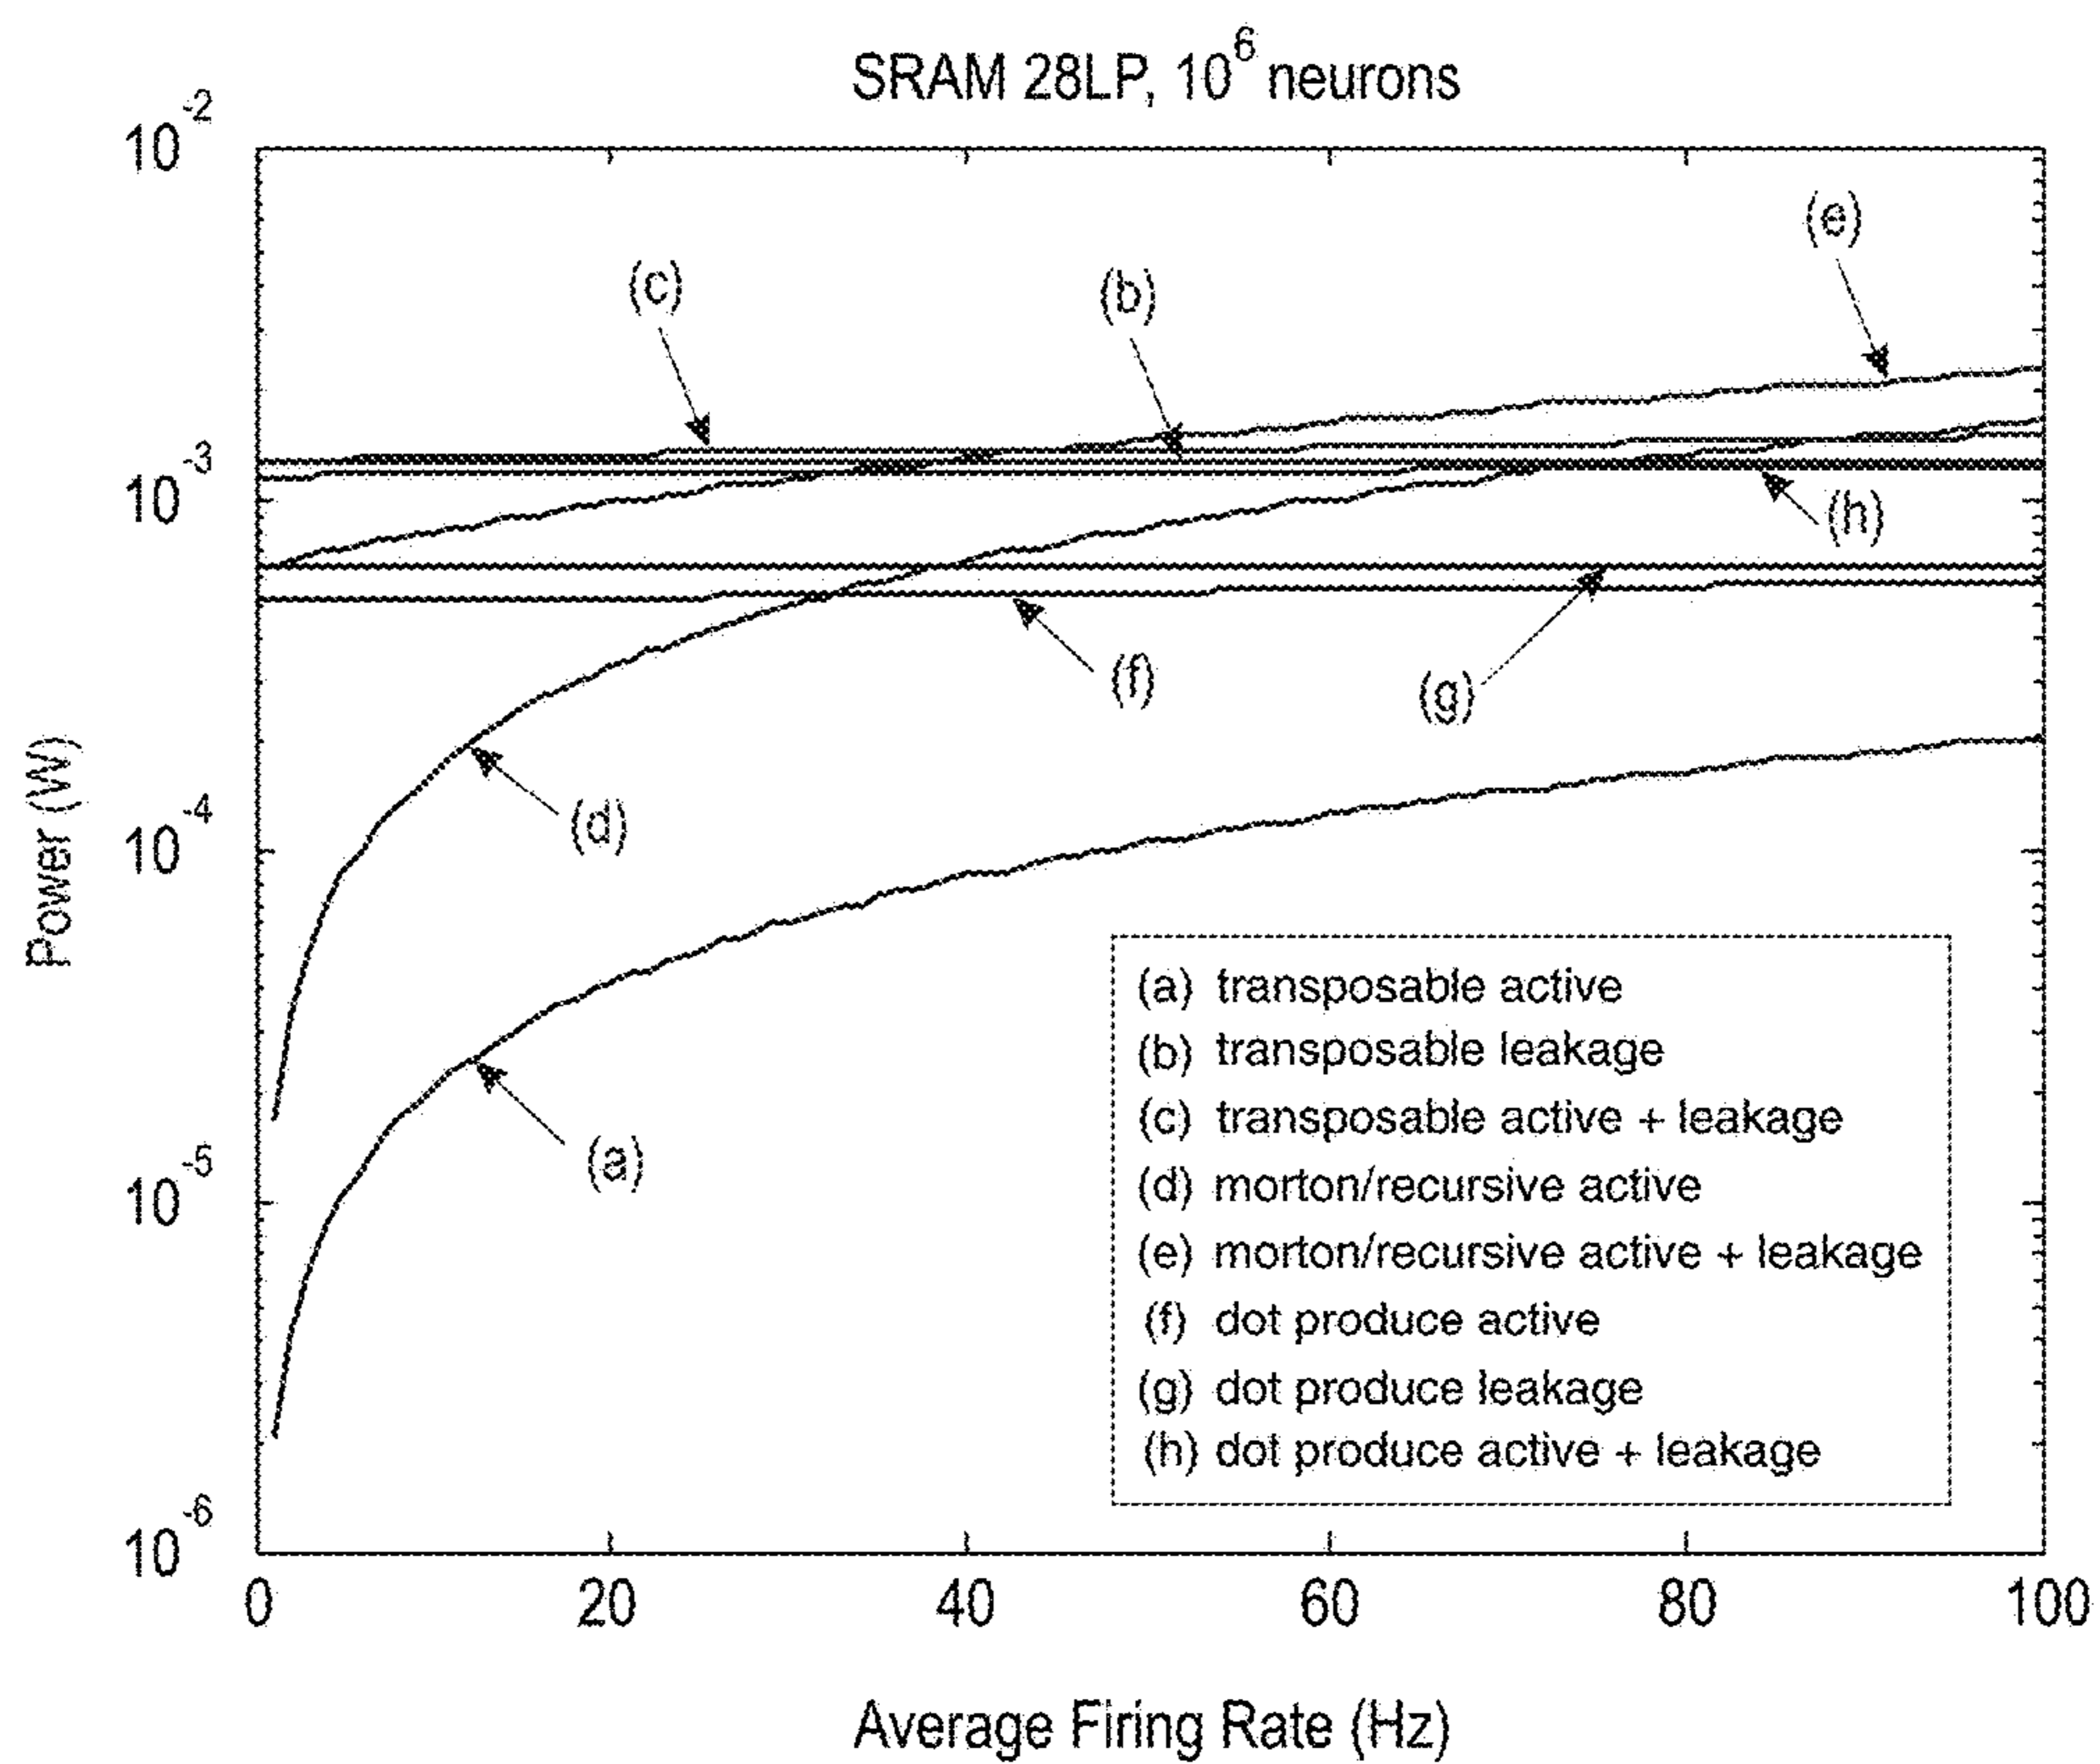 SRAM 28LP, 10^6 neurons
10^-2
(e)
(c)
(b)
10^-3
(h)
(f)
(g)
Power (W)
10^-4
(d)
(a)
10^-5
(a) transposable active
(b) transposable leakage
(c) transposable active + leakage
(d) morton/recursive active
(e) morton/recursive active + leakage
(f) dot produce active
(g) dot produce leakage
(h) dot produce active + leakage
10^-6
0 20 40 60 80 100
Average Firing Rate (Hz)